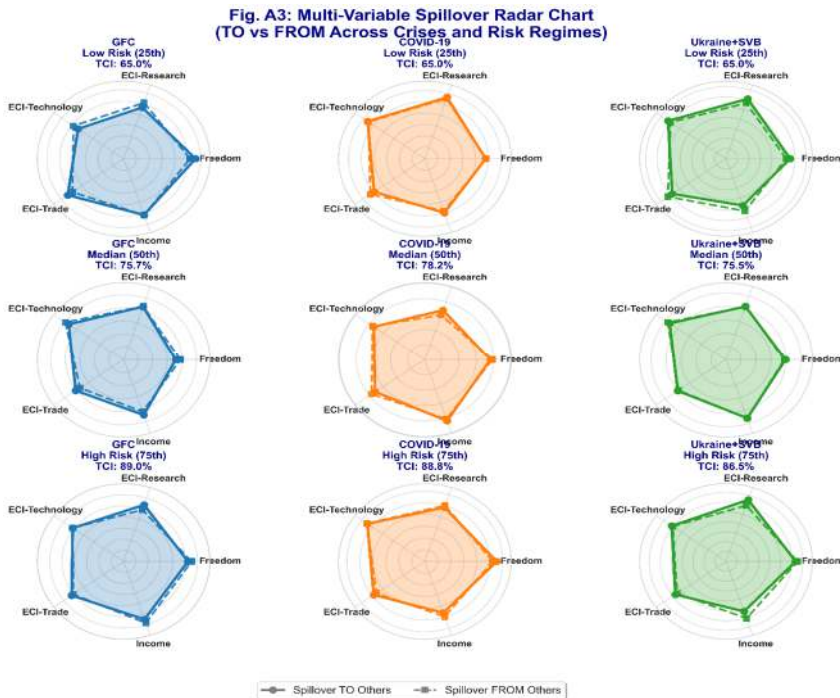 Fig. A3: Multi-Variable Spillover Radar Chart
(TO vs FROM Across Crises and Risk Regimes)
GFC
Low Risk (25th)
TCI: 65.0%
ECI-Research
ECI-Technology
Freedom
ECI-Trade
Income
COVID-19
Low Risk (25th)
TCI: 65.0%
ECI-Research
ECI-Technology
Freedom
ECI-Trade
Income
Ukraine+SVB
Low Risk (25th)
TCI: 65.0%
ECI-Research
ECI-Technology
Freedom
ECI-Trade
Income
GFC
Median (50th)
TCI: 75.7%
ECI-Research
ECI-Technology
Freedom
ECI-Trade
Income
COVID-19
Median (50th)
TCI: 78.2%
ECI-Research
ECI-Technology
Freedom
ECI-Trade
Income
Ukraine+SVB
Median (50th)
TCI: 75.5%
ECI-Research
ECI-Technology
Freedom
ECI-Trade
Income
GFC
High Risk (75th)
TCI: 89.0%
ECI-Research
ECI-Technology
Freedom
ECI-Trade
Income
COVID-19
High Risk (75th)
TCI: 88.8%
ECI-Research
ECI-Technology
Freedom
ECI-Trade
Income
Ukraine+SVB
High Risk (75th)
TCI: 86.5%
ECI-Research
ECI-Technology
Freedom
ECI-Trade
Income
Spillover TO Others
Spillover FROM Others